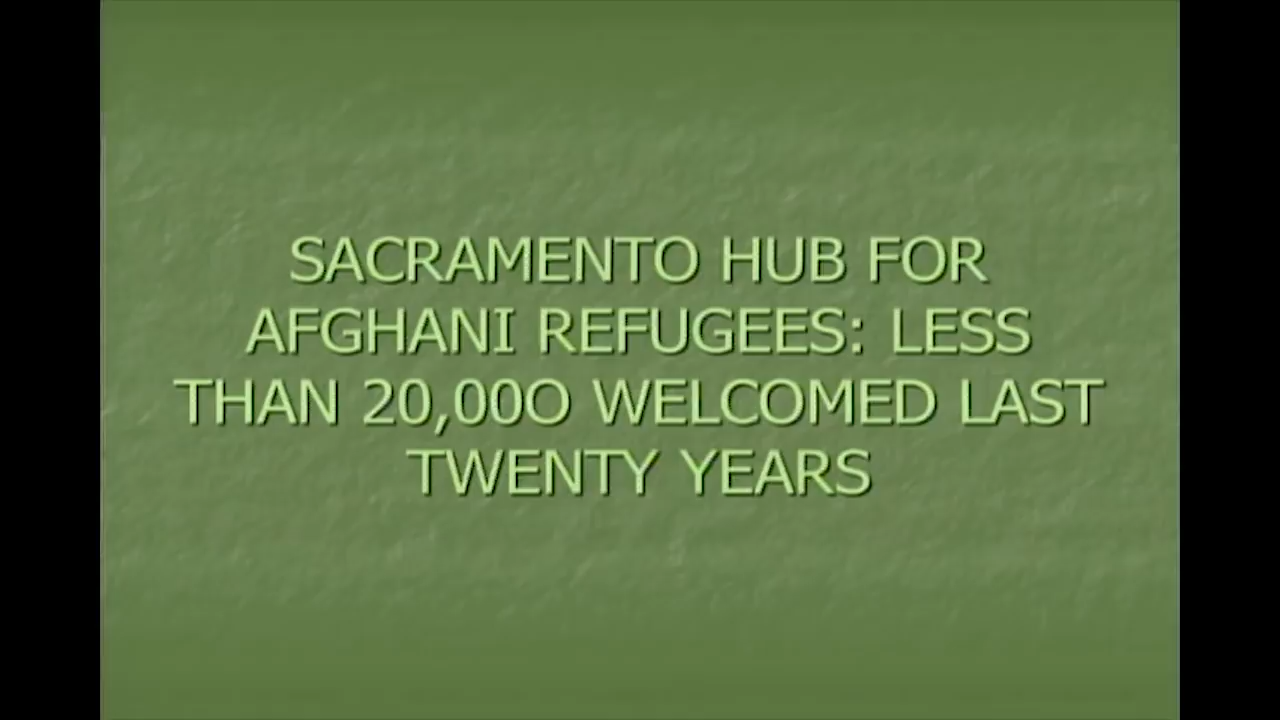 SACRAMENTO HUB FOR
AFGHANI REFUGEES: LESS
THAN 20,00O WELCOMED LAST
TWENTY YEARS